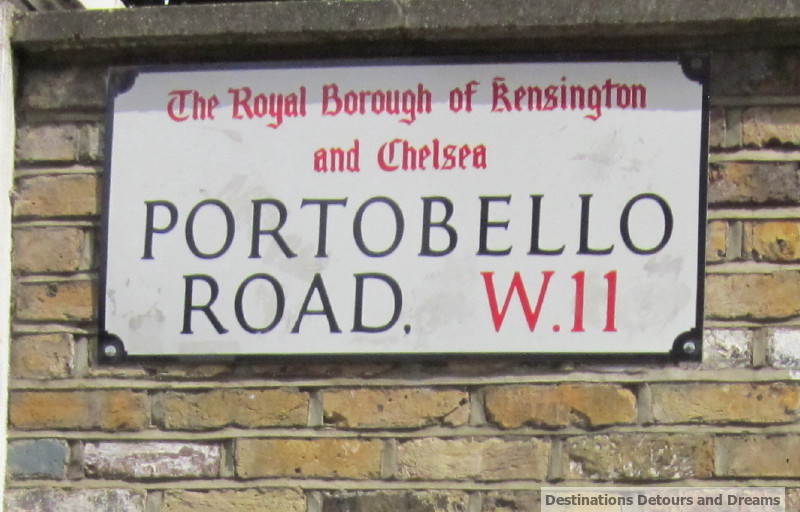 The Royal Borough of Kensington
and Chelsea
PORTOBELLO
ROAD, W.11
Destinations Detours and Dreams